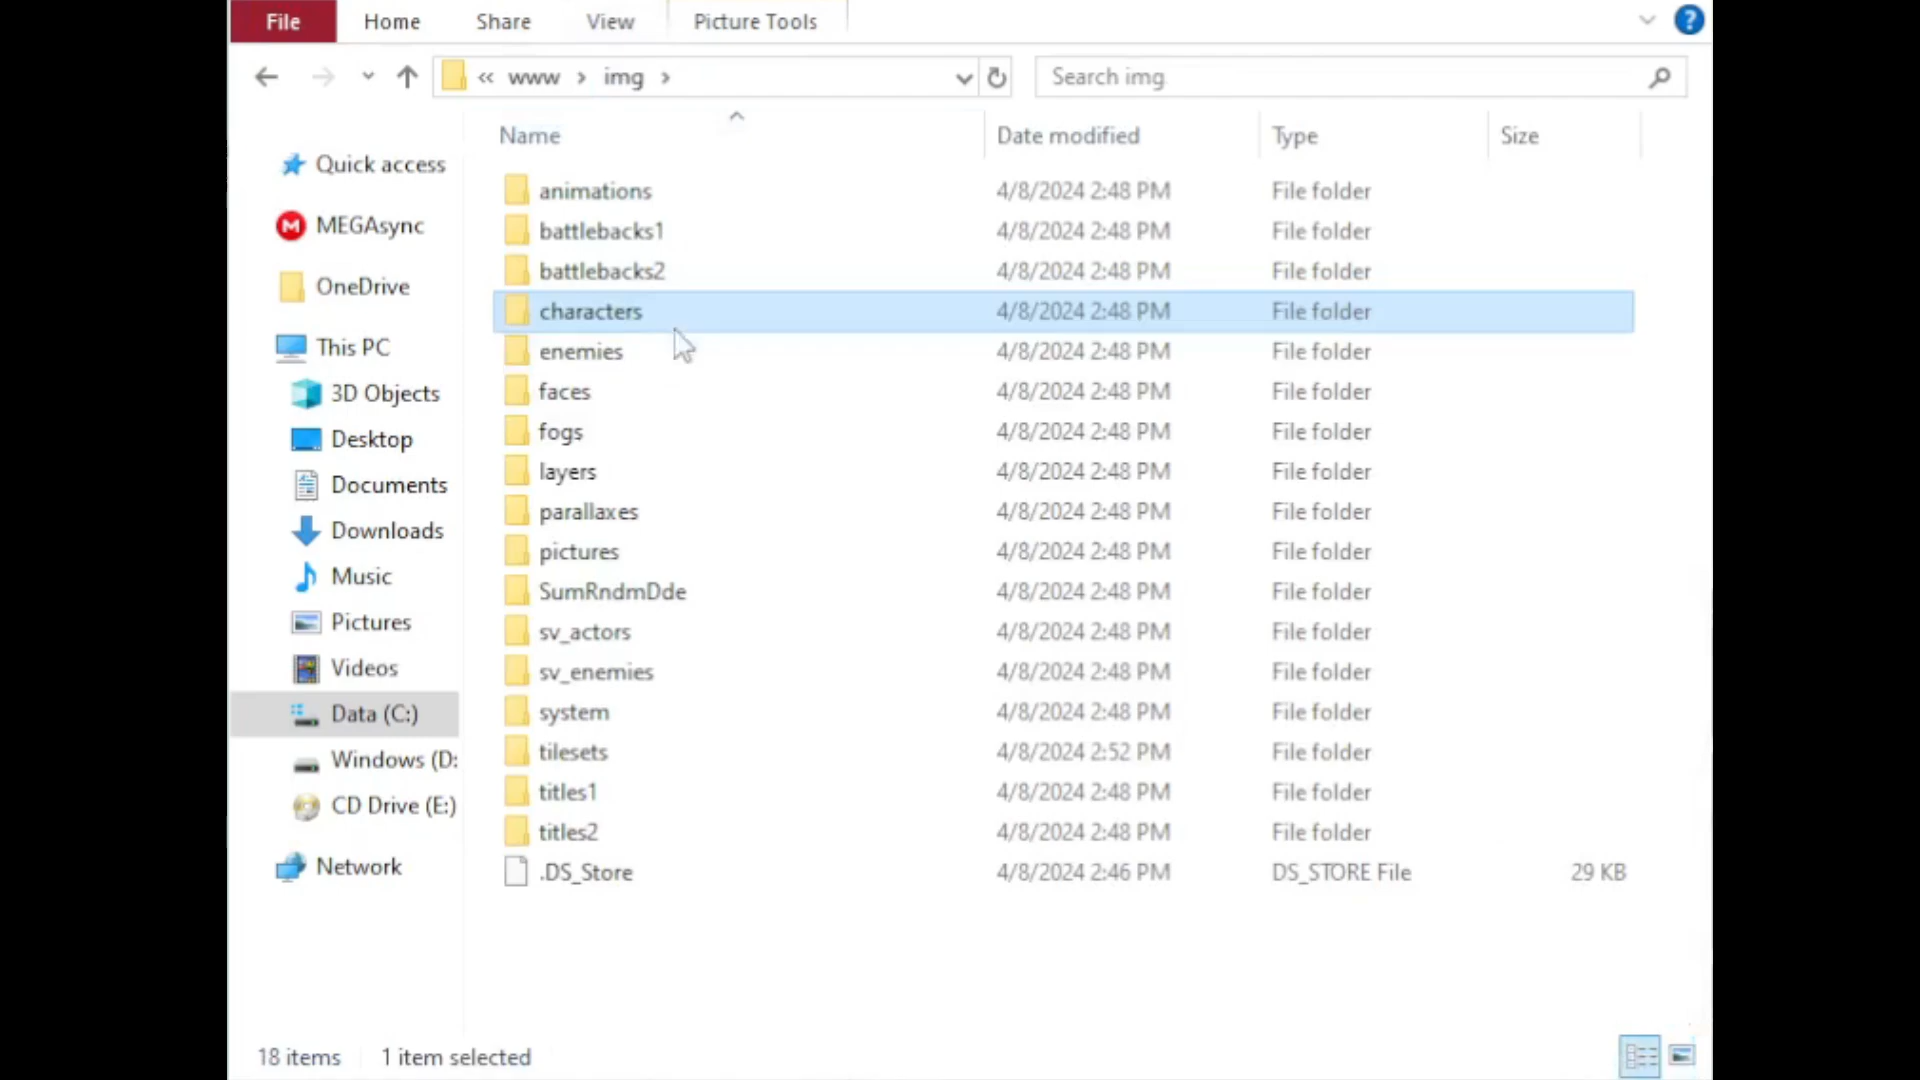 File Home Share View Picture Tools
« www > img >
Search img
Name Date modified Type Size
Quick access
MEGAsync
OneDrive
This PC
3D Objects
Desktop
Documents
Downloads
Music
Pictures
Videos
Data (C:)
Windows (D:
CD Drive (E:)
Network
animations 4/8/2024 2:48 PM File folder
battlebacks1 4/8/2024 2:48 PM File folder
battlebacks2 4/8/2024 2:48 PM File folder
characters 4/8/2024 2:48 PM File folder
enemies 4/8/2024 2:48 PM File folder
faces 4/8/2024 2:48 PM File folder
fogs 4/8/2024 2:48 PM File folder
layers 4/8/2024 2:48 PM File folder
parallaxes 4/8/2024 2:48 PM File folder
pictures 4/8/2024 2:48 PM File folder
SumRndmDde 4/8/2024 2:48 PM File folder
sv_actors 4/8/2024 2:48 PM File folder
sv_enemies 4/8/2024 2:48 PM File folder
system 4/8/2024 2:48 PM File folder
tilesets 4/8/2024 2:52 PM File folder
titles1 4/8/2024 2:48 PM File folder
titles2 4/8/2024 2:48 PM File folder
.DS_Store 4/8/2024 2:46 PM DS_STORE File 29 KB
18 items 1 item selected